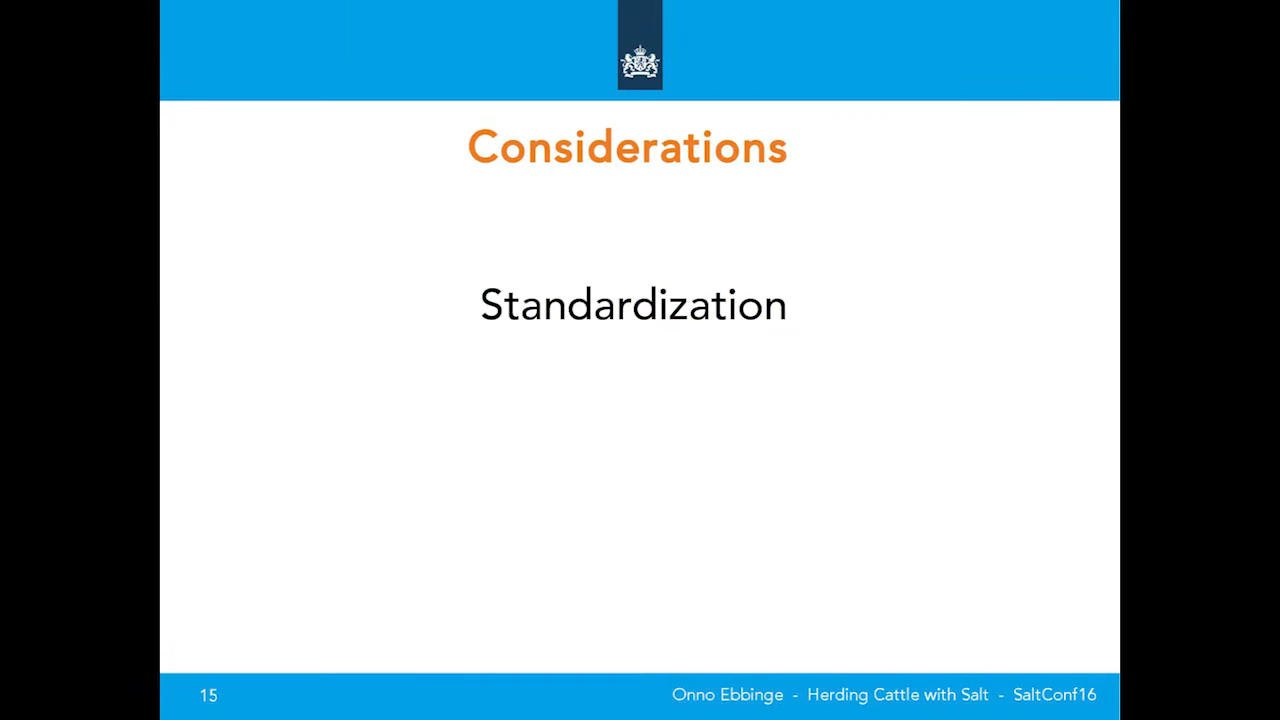 Considerations
Standardization
15
Onno Ebbinge - Herding Cattle with Salt - SaltConf16